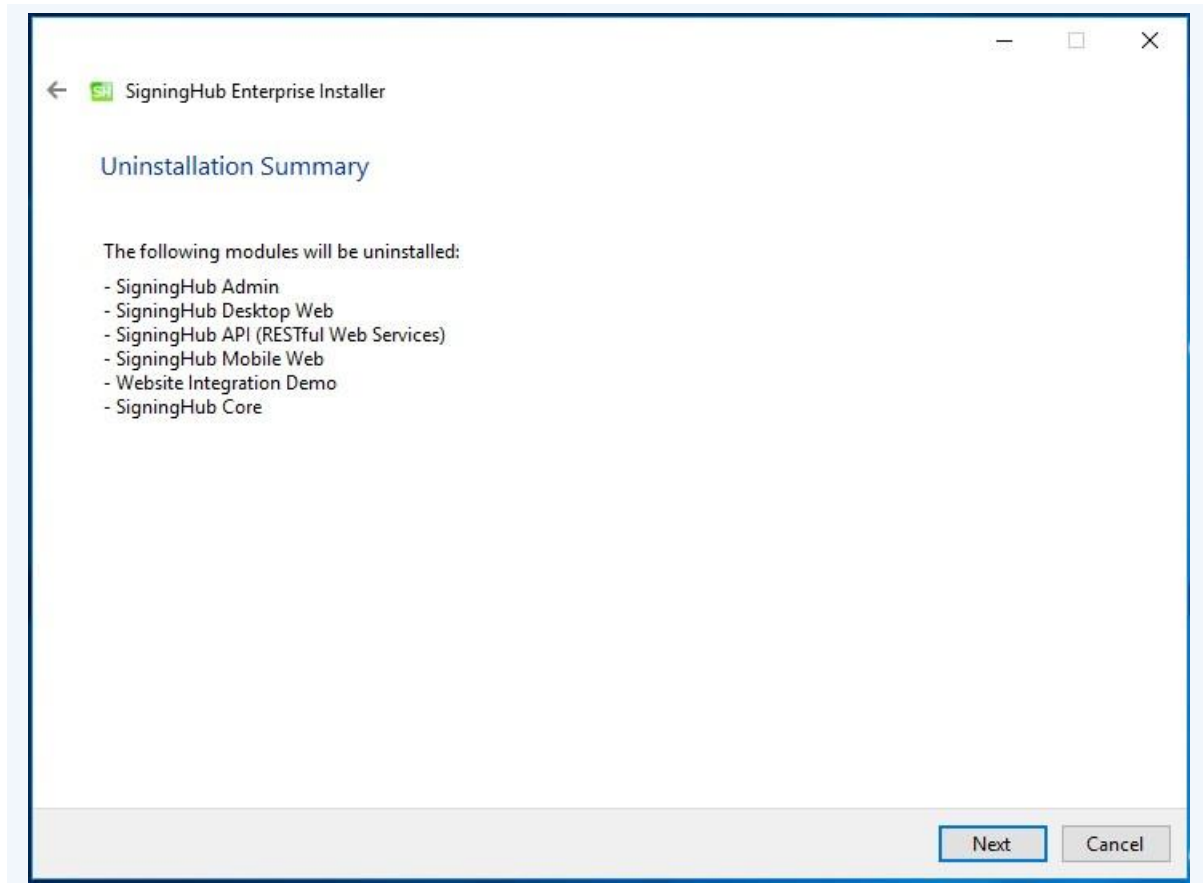 SH SigningHub Enterprise Installer
Uninstallation Summary
The following modules will be uninstalled:
- SigningHub Admin
- SigningHub Desktop Web
- SigningHub API (RESTful Web Services)
- SigningHub Mobile Web
- Website Integration Demo
- SigningHub Core
Next Cancel